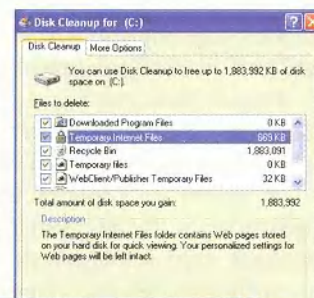 Disk Cleanup for (C:)
Disk Cleanup More Options
You can use Disk Cleanup to free up to 1,883,992 KB of disk
space on (C:).
Files to delete:
Downloaded Program Files 0 KB
Temporary Internet Files 669 KB
Recycle Bin 1,883,091
Temporary files 0 KB
WebClient/Publisher Temporary Files 32 KB
Total amount of disk space you gain: 1,883,992
Description
The Temporary Internet Files folder contains Web pages stored
on your hard disk for quick viewing. Your personalized settings for
Web pages will be left intact.